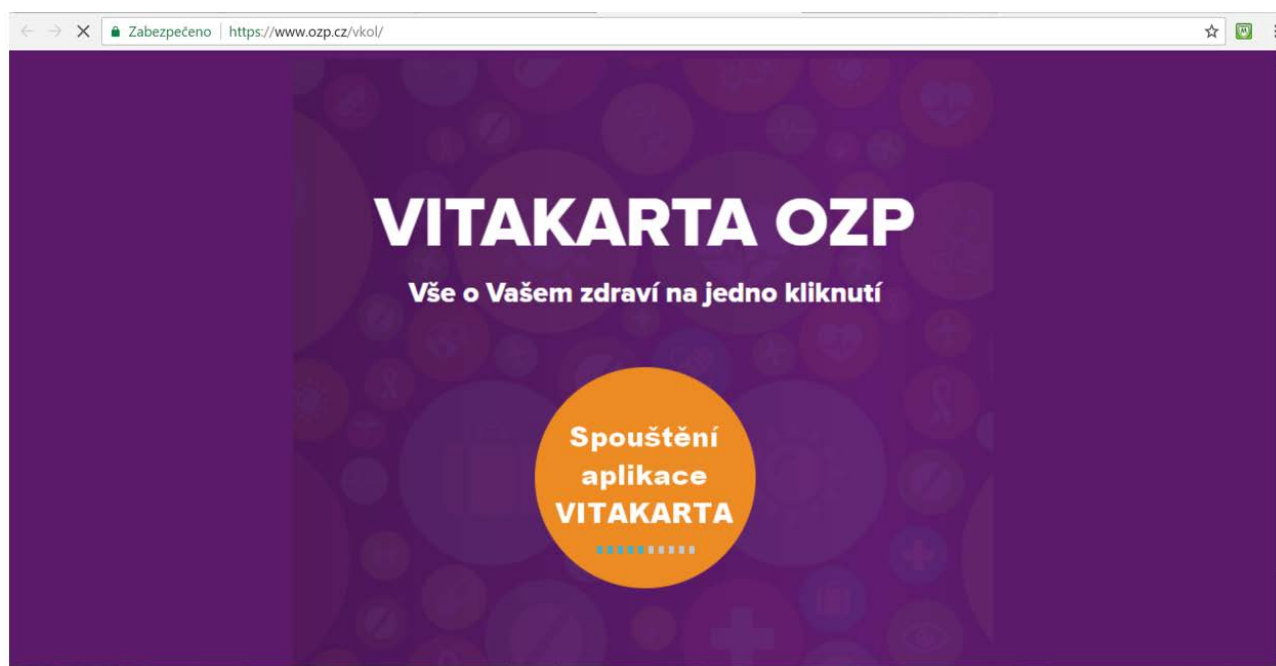 Zabezpečeno | https://www.ozp.cz/vkol/
VITAKARTA OZP
Vše o Vašem zdraví na jedno kliknutí
Spouštění
aplikace
VITAKARTA